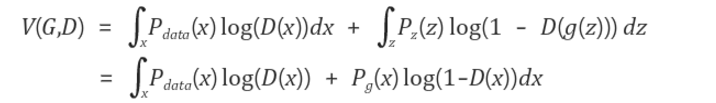 V(G,D) = ∫ₓ P_data(x) log(D(x))dx + ∫_z P_z(z) log(1 - D(g(z))) dz
= ∫ₓ P_data(x) log(D(x)) + P_g(x) log(1-D(x))dx